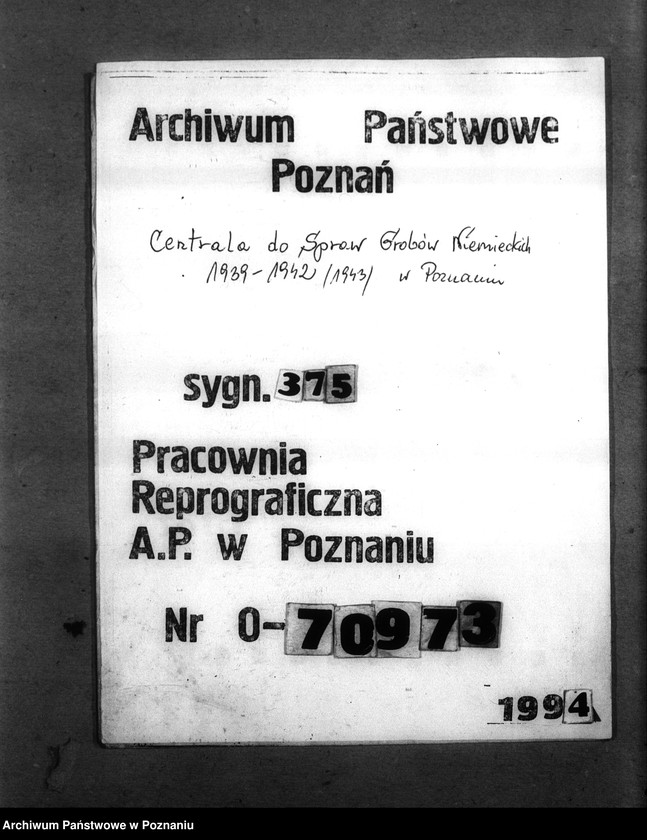 Archiwum Państwowe
Poznań
Centrala do Spraw Grobów Niemieckich
1939-1942 /1943/ w Poznaniu
sygn. 375
Pracownia
Reprograficzna
A.P. w Poznaniu
Nr 0-70973
1994
Archiwum Państwowe w Poznaniu